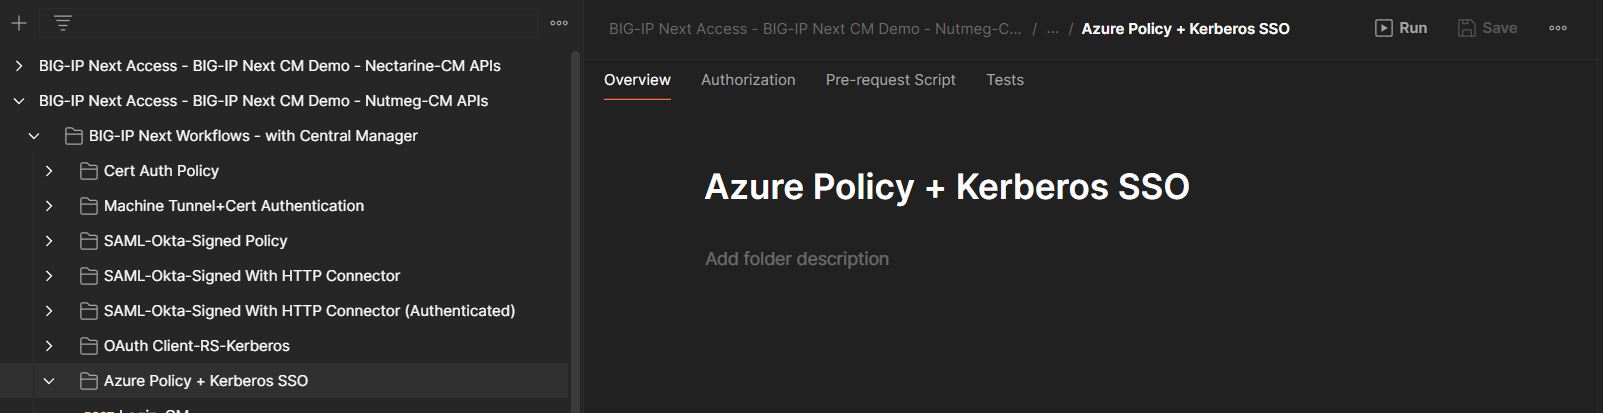 BIG-IP Next Access - BIG-IP Next CM Demo - Nutmeg-C... / ... / Azure Policy + Kerberos SSO
Run
Save
BIG-IP Next Access - BIG-IP Next CM Demo - Nectarine-CM APIs
BIG-IP Next Access - BIG-IP Next CM Demo - Nutmeg-CM APIs
BIG-IP Next Workflows - with Central Manager
Cert Auth Policy
Machine Tunnel+Cert Authentication
SAML-Okta-Signed Policy
SAML-Okta-Signed With HTTP Connector
SAML-Okta-Signed With HTTP Connector (Authenticated)
OAuth Client-RS-Kerberos
Azure Policy + Kerberos SSO
Overview
Authorization
Pre-request Script
Tests
Azure Policy + Kerberos SSO
Add folder description